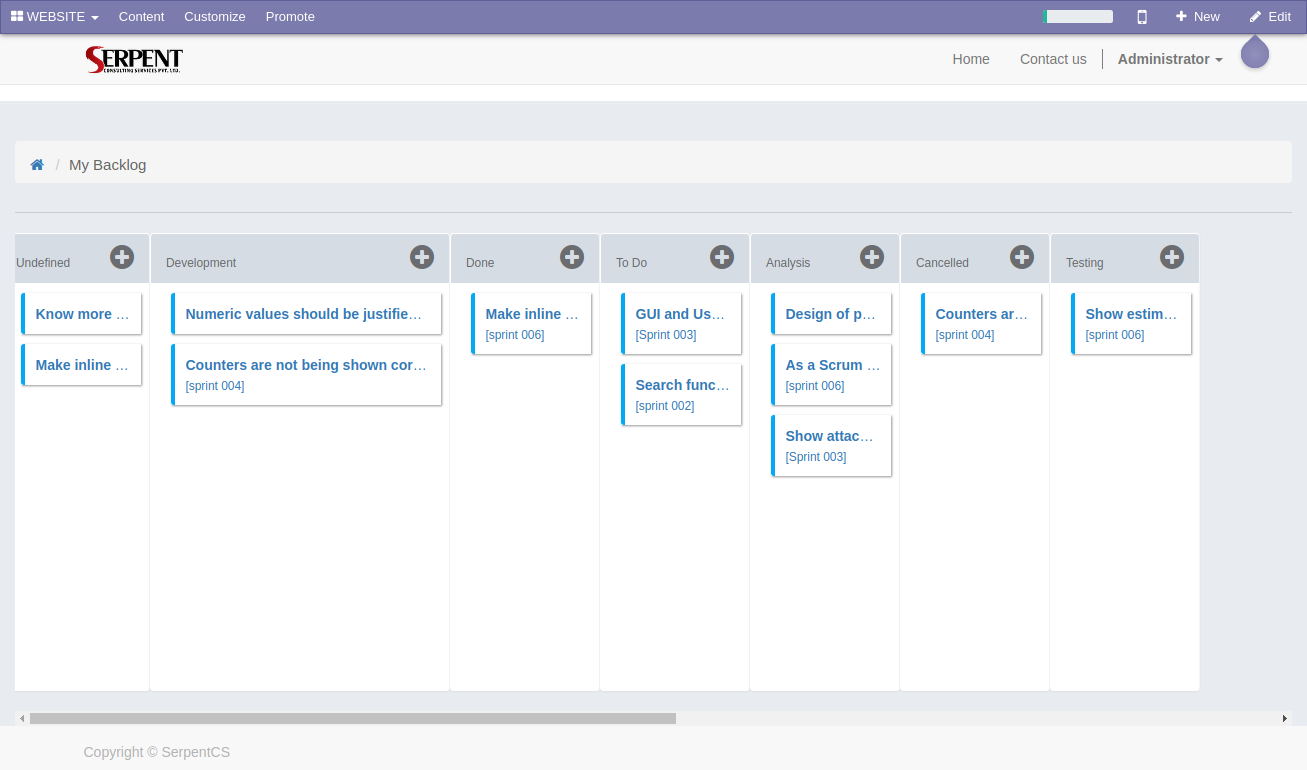 WEBSITE Content Customize Promote New Edit
SERPENT
CONSULTING SERVICES PVT. LTD.
Home Contact us Administrator
/ My Backlog
Undefined Development Done To Do Analysis Cancelled Testing
Know more ...
Make inline ...
Numeric values should be justifie...
Counters are not being shown cor...
[sprint 004]
Make inline ...
[sprint 006]
GUI and Us...
[Sprint 003]
Search func...
[sprint 002]
Design of p...
As a Scrum ...
[sprint 006]
Show attac...
[Sprint 003]
Counters ar...
[sprint 004]
Show estim...
[sprint 006]
Copyright © SerpentCS